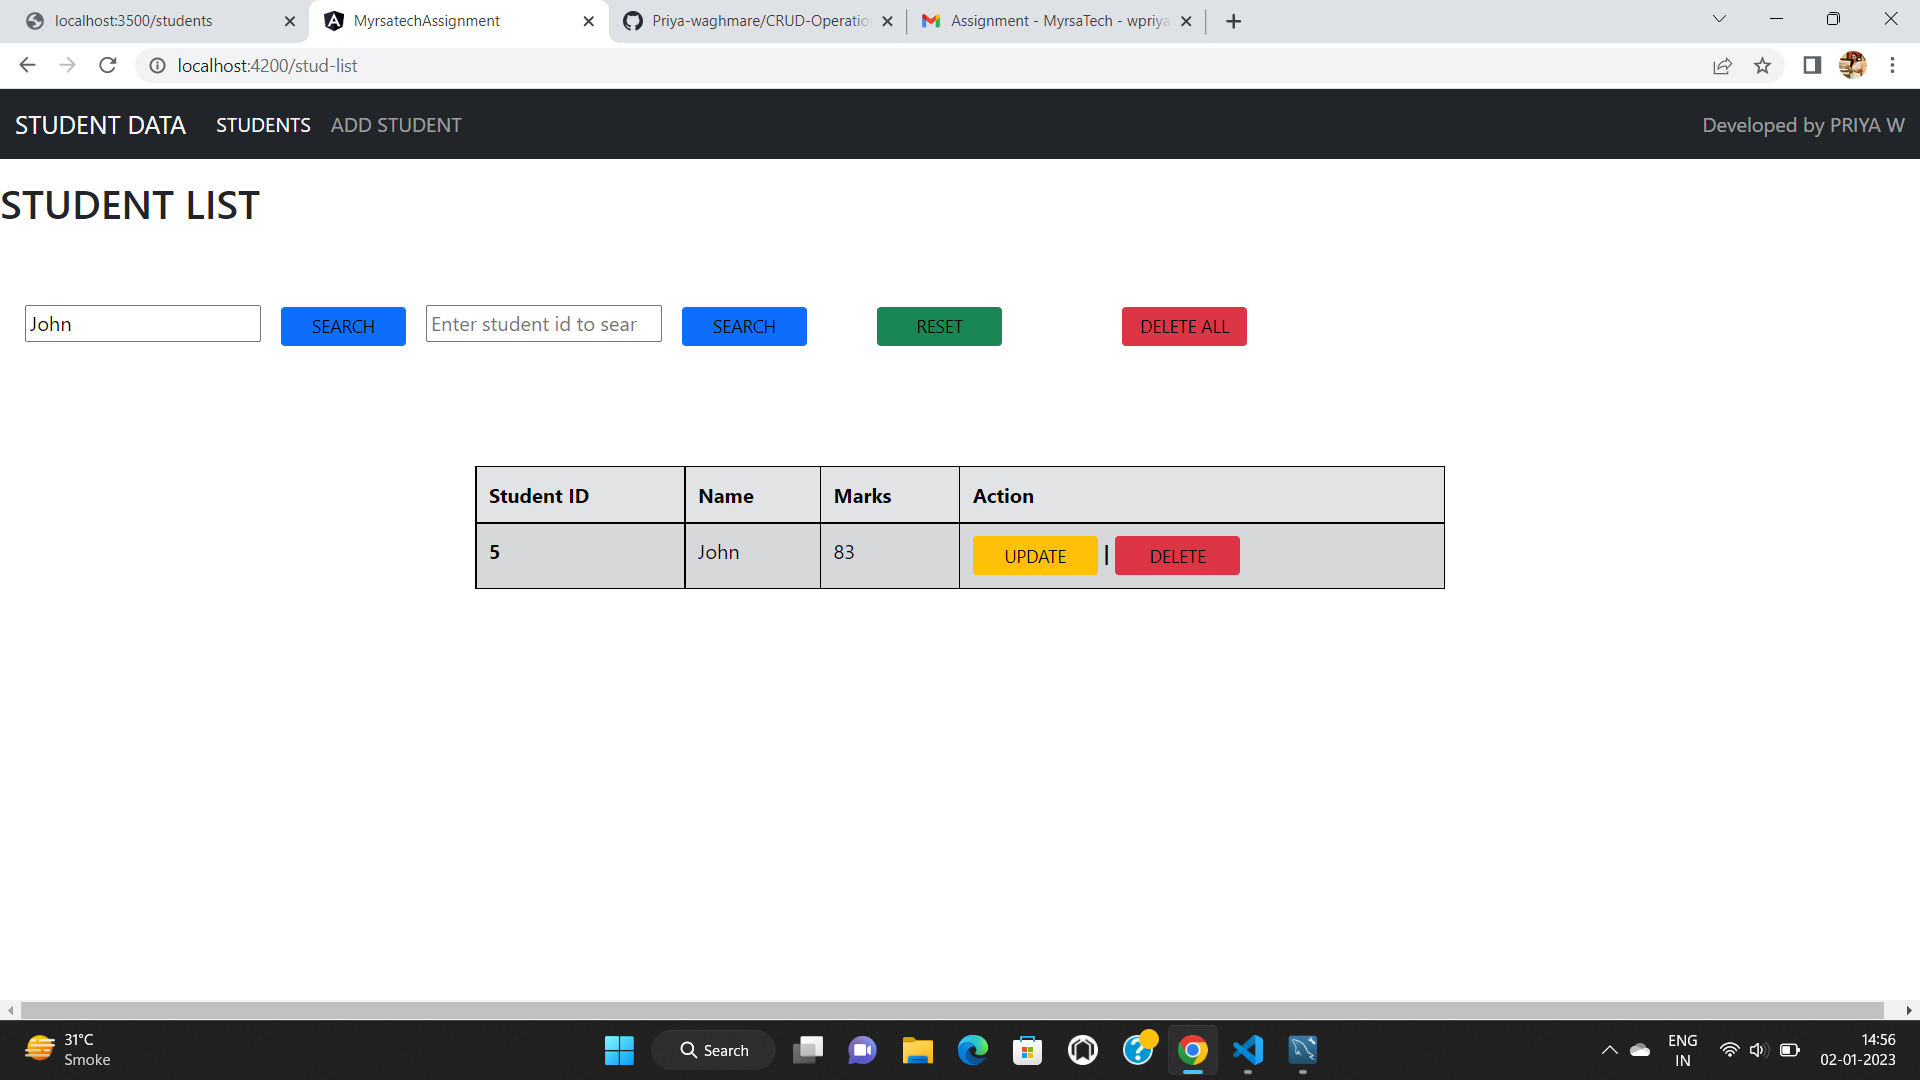 localhost:3500/students
MyrsatechAssignment
Priya-waghmare/CRUD-Operatio
Assignment - MyrsaTech - wpriya
localhost:4200/stud-list
STUDENT DATA STUDENTS ADD STUDENT Developed by PRIYA W
STUDENT LIST
John SEARCH Enter student id to sear SEARCH RESET DELETE ALL
Student ID Name Marks Action
5 John 83 UPDATE | DELETE
31°C
Smoke
Search
ENG
IN
14:56
02-01-2023